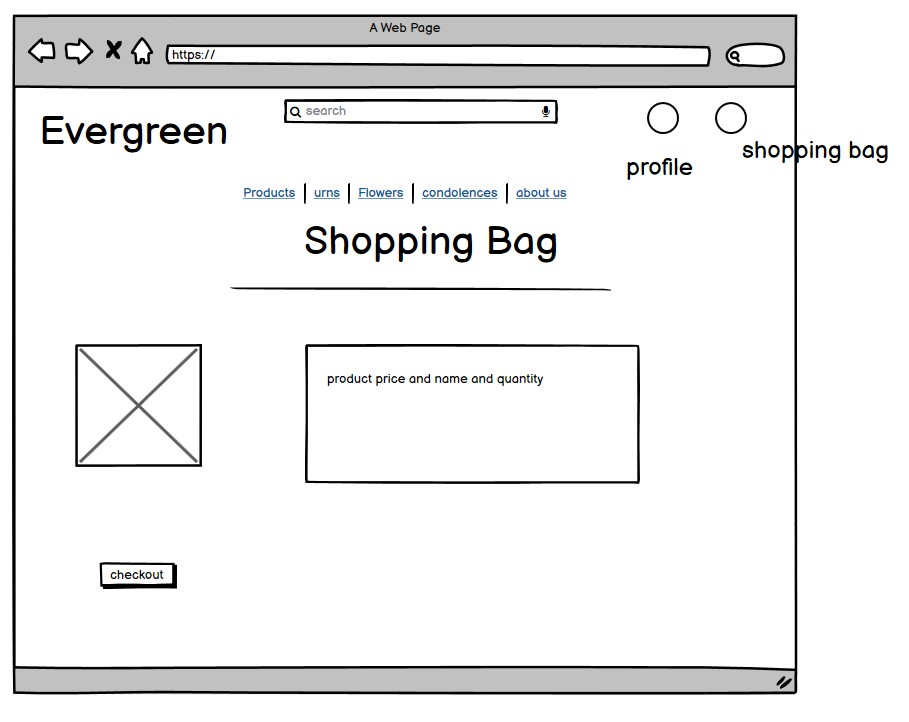 A Web Page
https://
search
Evergreen
shopping bag
profile
Products urns Flowers condolences about us
Shopping Bag
product price and name and quantity
checkout